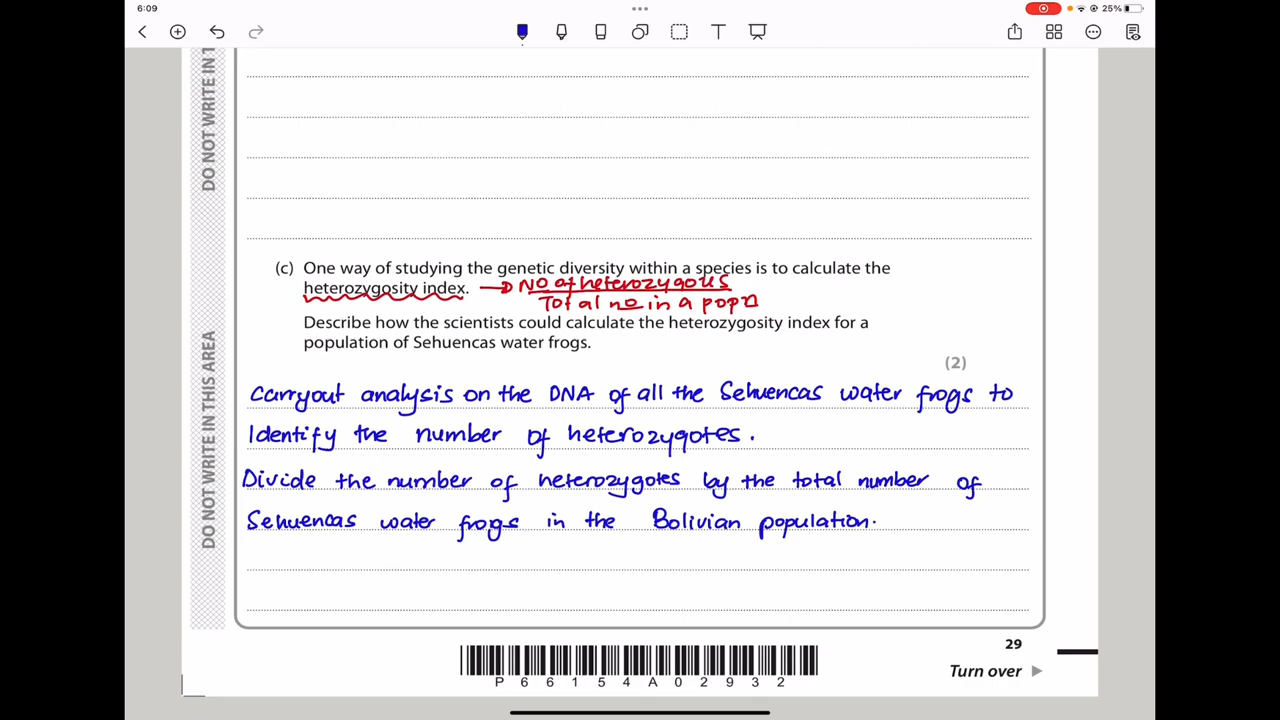 6:09
25%
T
DO NOT WRITE IN T
(c) One way of studying the genetic diversity within a species is to calculate the
heterozygosity index. → No of heterozygotes
Total no in a popn
Describe how the scientists could calculate the heterozygosity index for a
population of Sehuencas water frogs.
(2)
DO NOT WRITE IN THIS AREA
Carryout analysis on the DNA of all the Sehuencas water frogs to
Identify the number of heterozygotes.
Divide the number of heterozygotes by the total number of
Sehuencas water frogs in the Bolivian population.
29
P 6 6 1 5 4 A 0 2 9 3 2
Turn over